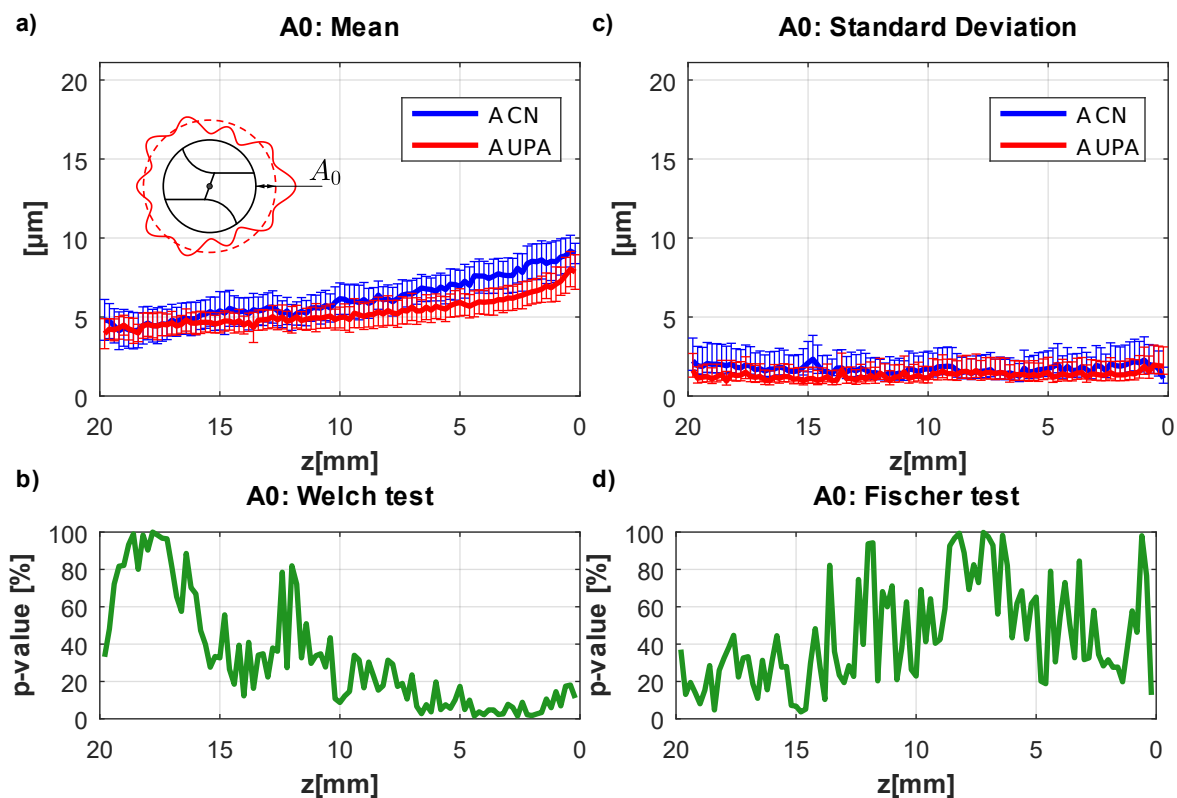 a)
A0: Mean
20
15
10
5
0
[µm]
ACN
AUPA
A0
20 15 10 5 0
z[mm]
c)
A0: Standard Deviation
20
15
10
5
0
[µm]
ACN
AUPA
20 15 10 5 0
z[mm]
b)
A0: Welch test
100
80
60
40
20
0
p-value [%]
20 15 10 5 0
z[mm]
d)
A0: Fischer test
100
80
60
40
20
0
p-value [%]
20 15 10 5 0
z[mm]